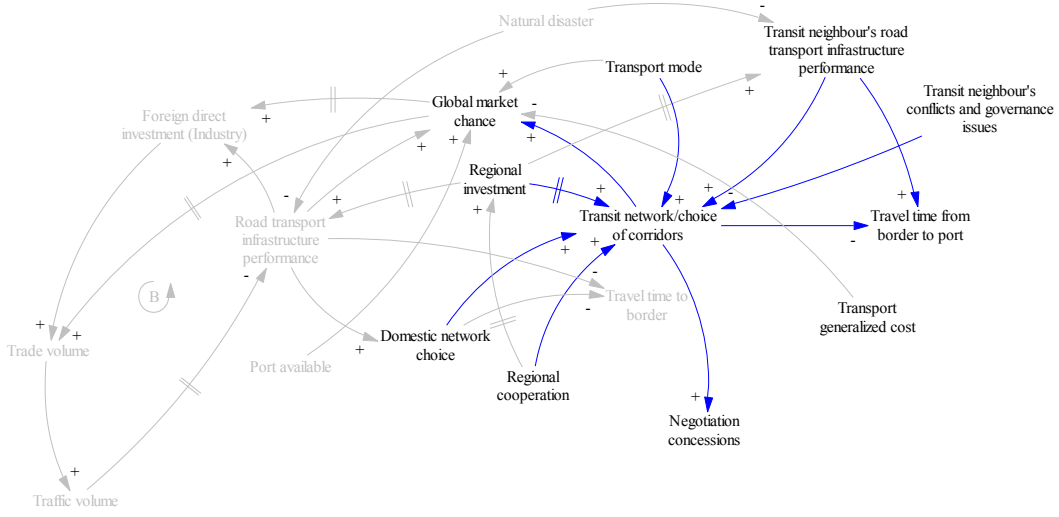 Natural disaster
-
Transit neighbour's road
transport infrastructure
performance
Transport mode
+
+
Transit neighbour's
conflicts and governance
issues
Global market
chance
-
+
+
+
+
Foreign direct
investment (Industry)
+
+
Regional
investment
+
+
+
+
-
+
-
+
Road transport
infrastructure
performance
-
Transit network/choice
of corridors
+
+
-
Travel time from
border to port
B
-
Travel time to
border
-
Transport
generalized cost
+
+
Trade volume
+
Domestic network
choice
Port available
Regional
cooperation
+
Negotiation
concessions
+
Traffic volume